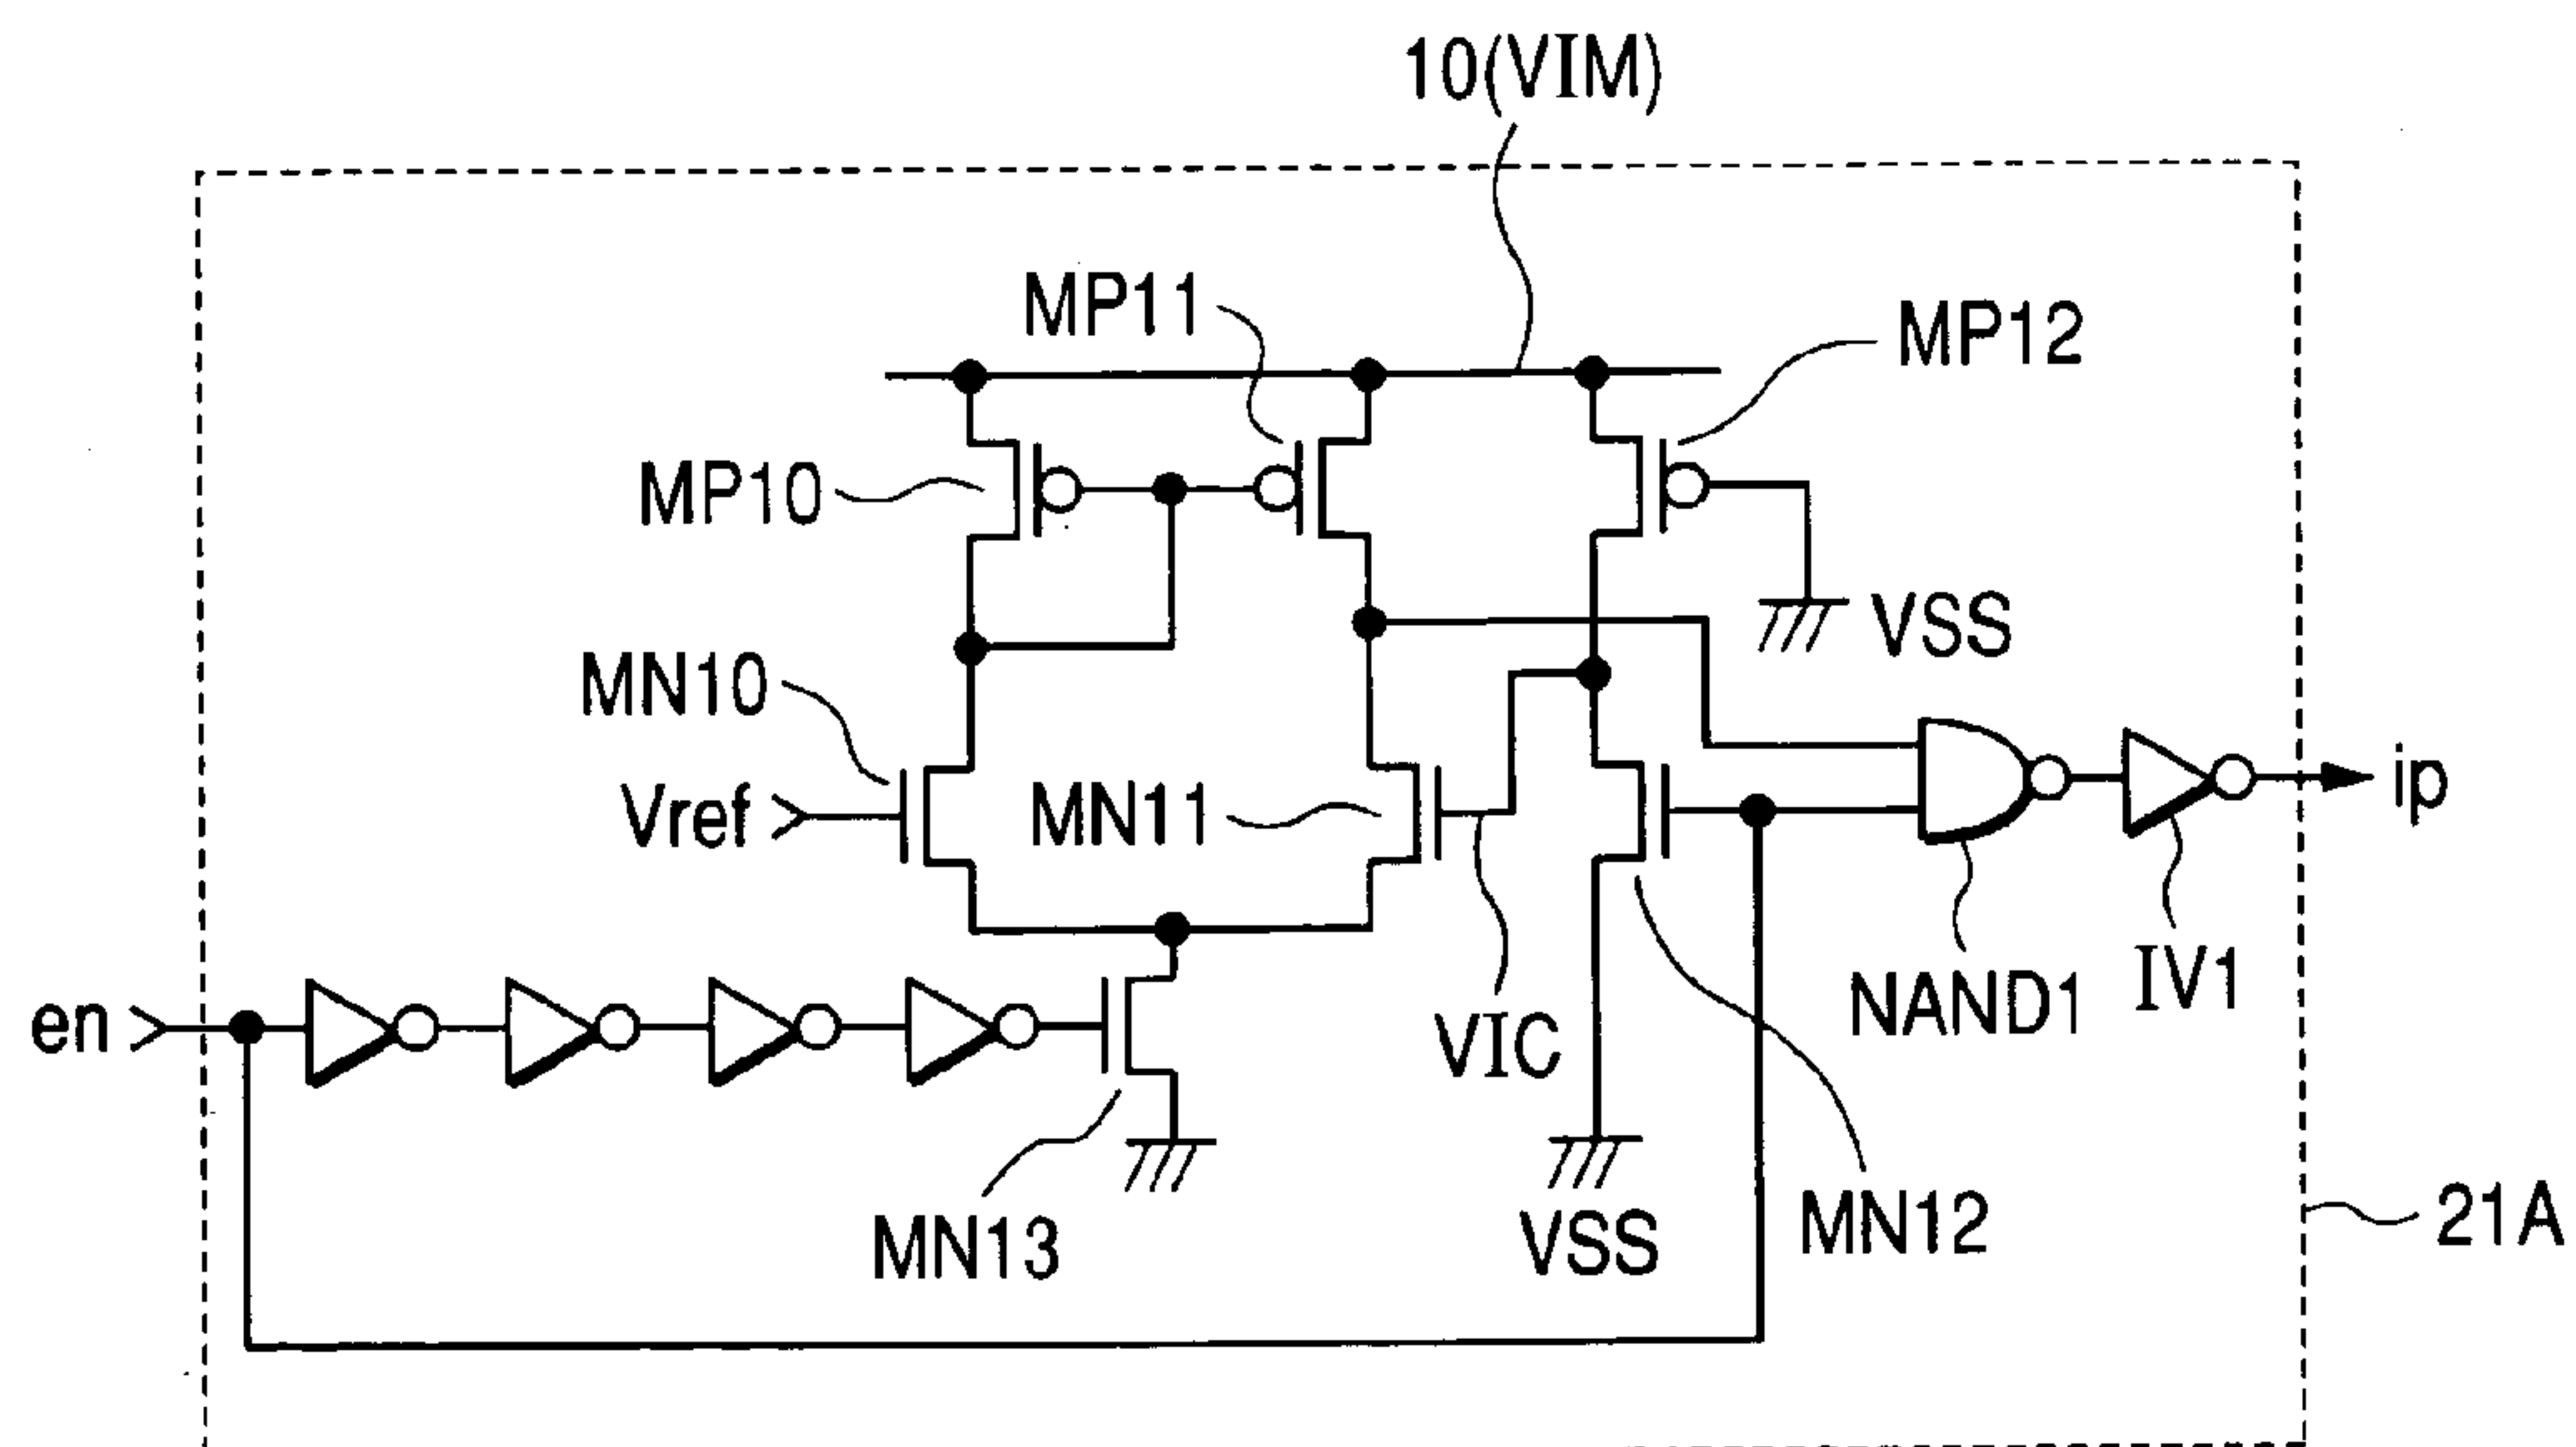 10(VIM)
MP11
MP12
MP10
VSS
MN10
Vref
MN11
ip
en
VIC
NAND1
IV1
MN13
VSS
MN12
21A